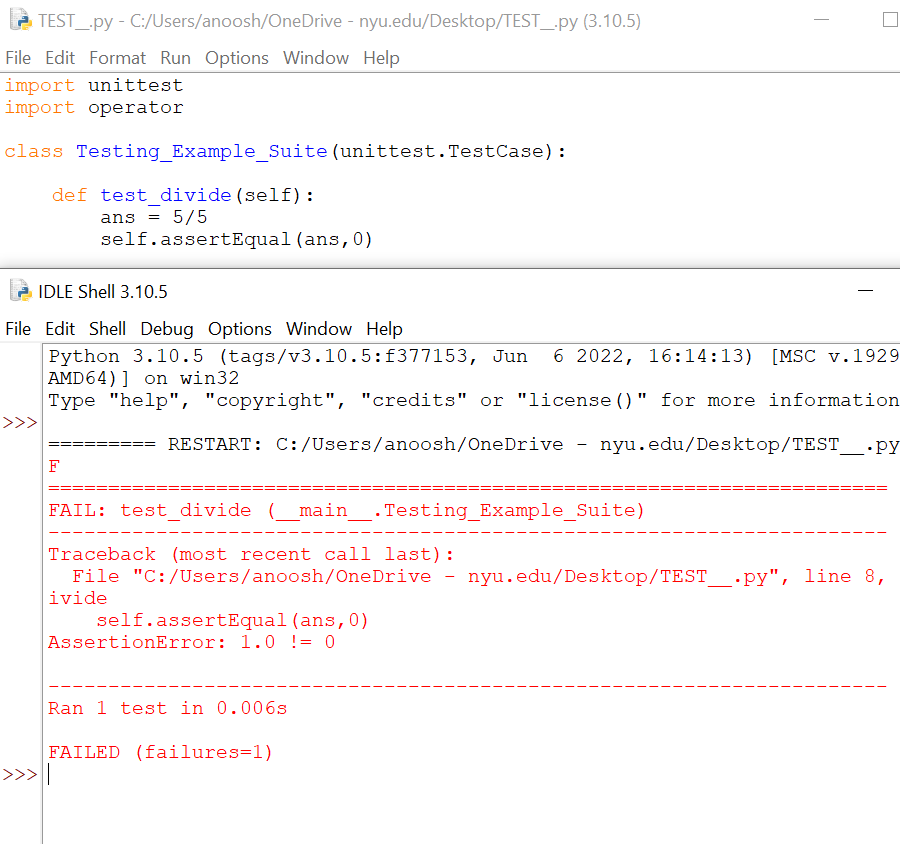 TEST__.py - C:/Users/anoosh/OneDrive - nyu.edu/Desktop/TEST__.py (3.10.5)
File Edit Format Run Options Window Help
import unittest
import operator
class Testing_Example_Suite(unittest.TestCase):
def test_divide(self):
ans = 5/5
self.assertEqual(ans,0)
IDLE Shell 3.10.5
File Edit Shell Debug Options Window Help
Python 3.10.5 (tags/v3.10.5:f377153, Jun  6 2022, 16:14:13) [MSC v.1929
AMD64)] on win32
Type "help", "copyright", "credits" or "license()" for more information
>>>
========= RESTART: C:/Users/anoosh/OneDrive - nyu.edu/Desktop/TEST__.py
F
======================================================================
FAIL: test_divide (__main__.Testing_Example_Suite)
----------------------------------------------------------------------
Traceback (most recent call last):
File "C:/Users/anoosh/OneDrive - nyu.edu/Desktop/TEST__.py", line 8,
ivide
self.assertEqual(ans,0)
AssertionError: 1.0 != 0
----------------------------------------------------------------------
Ran 1 test in 0.006s
FAILED (failures=1)
>>>